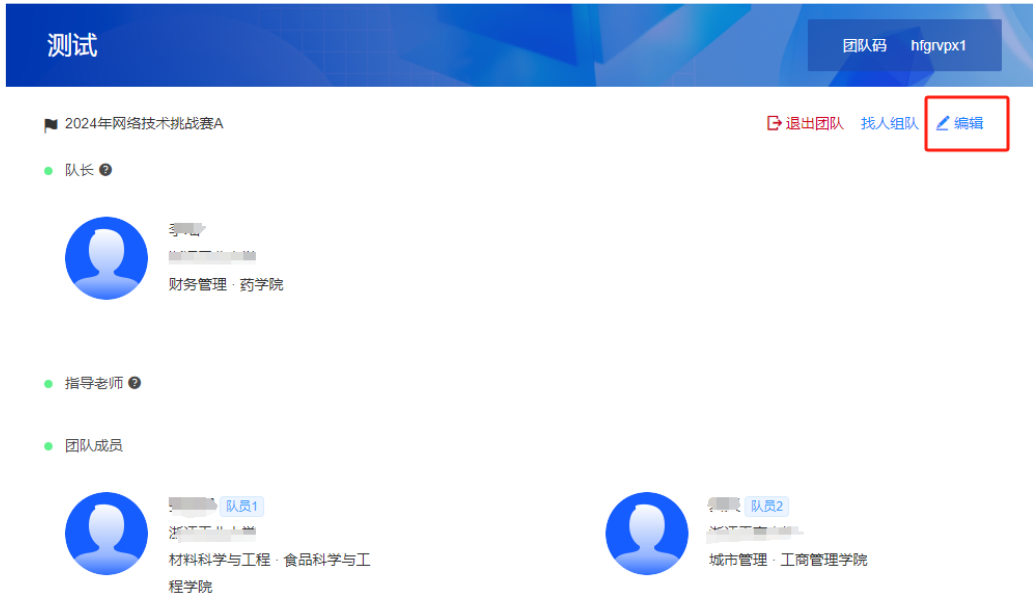 测试
团队码 hfgrvpx1
2024年网络技术挑战赛A
退出团队 找人组队 编辑
队长
财务管理 · 药学院
指导老师
团队成员
队员1
队员2
材料科学与工程 · 食品科学与工
程学院
城市管理 · 工商管理学院